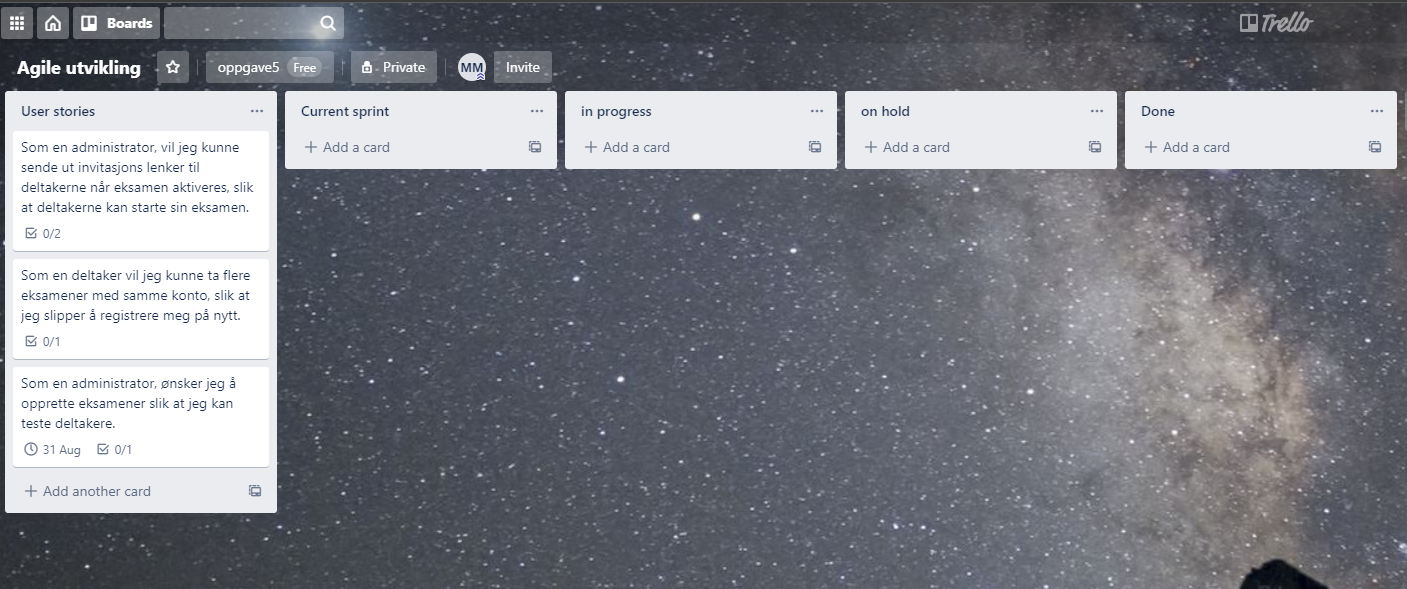 Boards
Trello
Agile utvikling
oppgave5 Free
Private
MM
Invite
User stories
Som en administrator, vil jeg kunne
sende ut invitasjons lenker til
deltakerne når eksamen aktiveres, slik
at deltakerne kan starte sin eksamen.
0/2
Som en deltaker vil jeg kunne ta flere
eksamener med samme konto, slik at
jeg slipper å registrere meg på nytt.
0/1
Som en administrator, ønsker jeg å
opprette eksamener slik at jeg kan
teste deltakere.
31 Aug 0/1
+ Add another card
Current sprint
+ Add a card
in progress
+ Add a card
on hold
+ Add a card
Done
+ Add a card